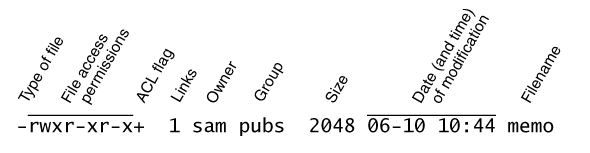 Type of file
File access
permissions
ACL flag
Links
Owner
Group
Size
Date (and time)
of modification
Filename
-rwxr-xr-x+ 1 sam pubs 2048 06-10 10:44 memo